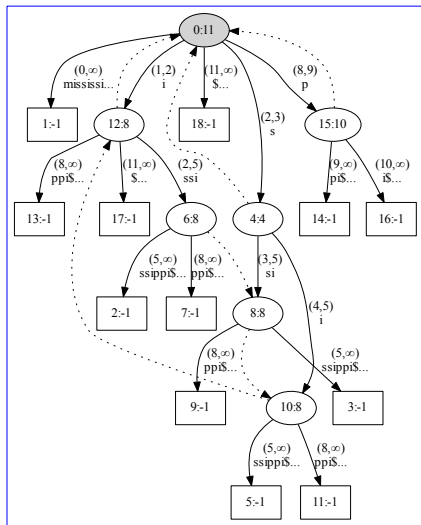 0:11
(0,∞)
mississi...
(1,2)
i
(11,∞)
$...
(2,3)
s
(8,9)
p
1:-1
12:8
18:-1
15:10
(8,∞)
ppi$...
(11,∞)
$...
(2,5)
ssi
(9,∞)
pi$...
(10,∞)
i$...
13:-1
17:-1
6:8
4:4
14:-1
16:-1
(5,∞)
ssippi$...
(8,∞)
ppi$...
(3,5)
si
(4,5)
i
2:-1
7:-1
8:8
(8,∞)
ppi$...
(5,∞)
ssippi$...
9:-1
10:8
3:-1
(5,∞)
ssippi$...
(8,∞)
ppi$...
5:-1
11:-1